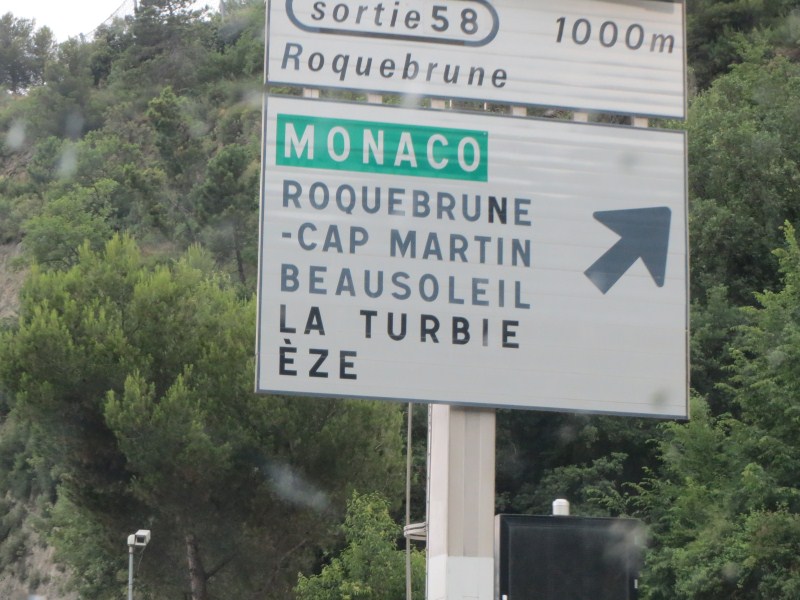 sortie 58
1000m
Roquebrune
MONACO
ROQUEBRUNE
-CAP MARTIN
BEAUSOLEIL
LA TURBIE
ÈZE